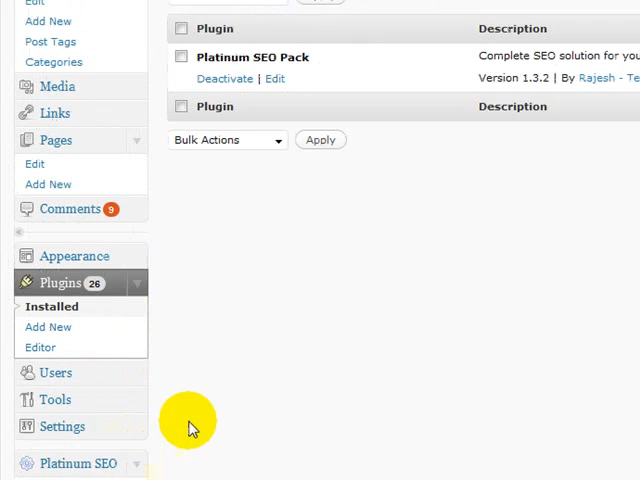 Edit
Add New
Post Tags
Categories
Media
Links
Pages
Edit
Add New
Comments 9
Appearance
Plugins 26
Installed
Add New
Editor
Users
Tools
Settings
Platinum SEO
Apply
Plugin Description
Platinum SEO Pack Complete SEO solution for you
Deactivate | Edit Version 1.3.2 | By Rajesh - Te
Plugin Description
Bulk Actions Apply